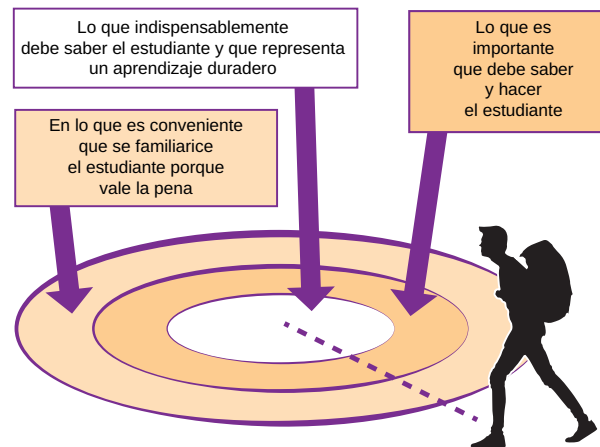 Lo que indispensablemente
debe saber el estudiante y que representa
un aprendizaje duradero
Lo que es
importante
que debe saber
y hacer
el estudiante
En lo que es conveniente
que se familiarice
el estudiante porque
vale la pena